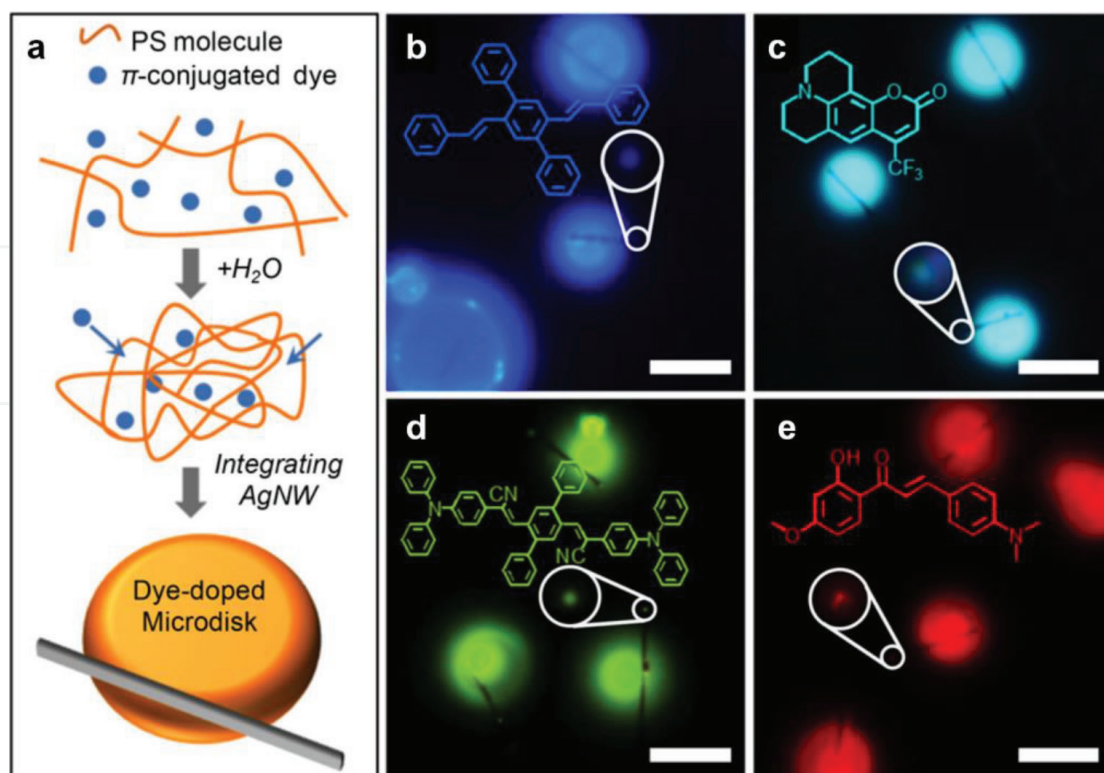 a
PS molecule
π-conjugated dye
+H₂O
Integrating
AgNW
Dye-doped
Microdisk
b
c
N
O
O
CF₃
d
N
CN
NC
N
e
OH
O
O
N